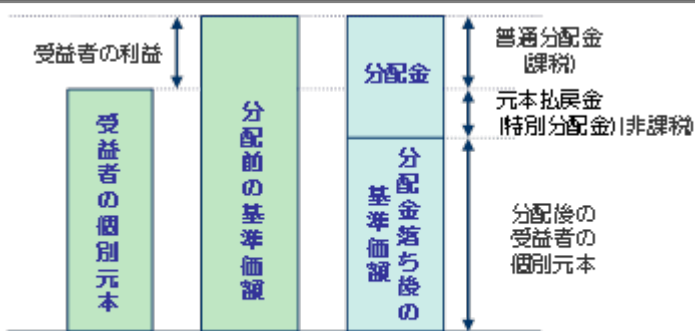 受益者の利益
受益者の個別元本
分配前の基準価額
分配金
分配金落ち後の
基準価額
普通分配金
(課税)
元本払戻金
(特別分配金)(非課税)
分配後の
受益者の
個別元本